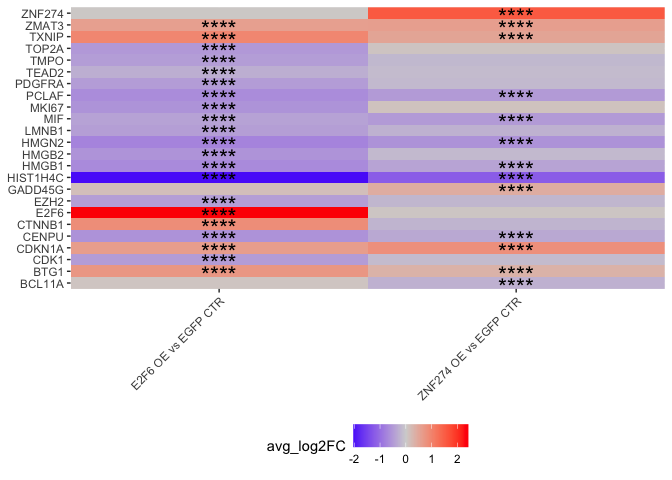 ZNF274 ****
ZMAT3 **** ****
TXNIP **** ****
TOP2A ****
TMPO ****
TEAD2 ****
PDGFRA ****
PCLAF **** ****
MKI67 ****
MIF **** ****
LMNB1 ****
HMGN2 **** ****
HMGB2 ****
HMGB1 **** ****
HIST1H4C **** ****
GADD45G ****
EZH2 ****
E2F6 ****
CTNNB1 ****
CENPU **** ****
CDKN1A **** ****
CDK1 ****
BTG1 **** ****
BCL11A ****
E2F6 OE vs EGFP CTR
ZNF274 OE vs EGFP CTR
avg_log2FC
-2 -1 0 1 2